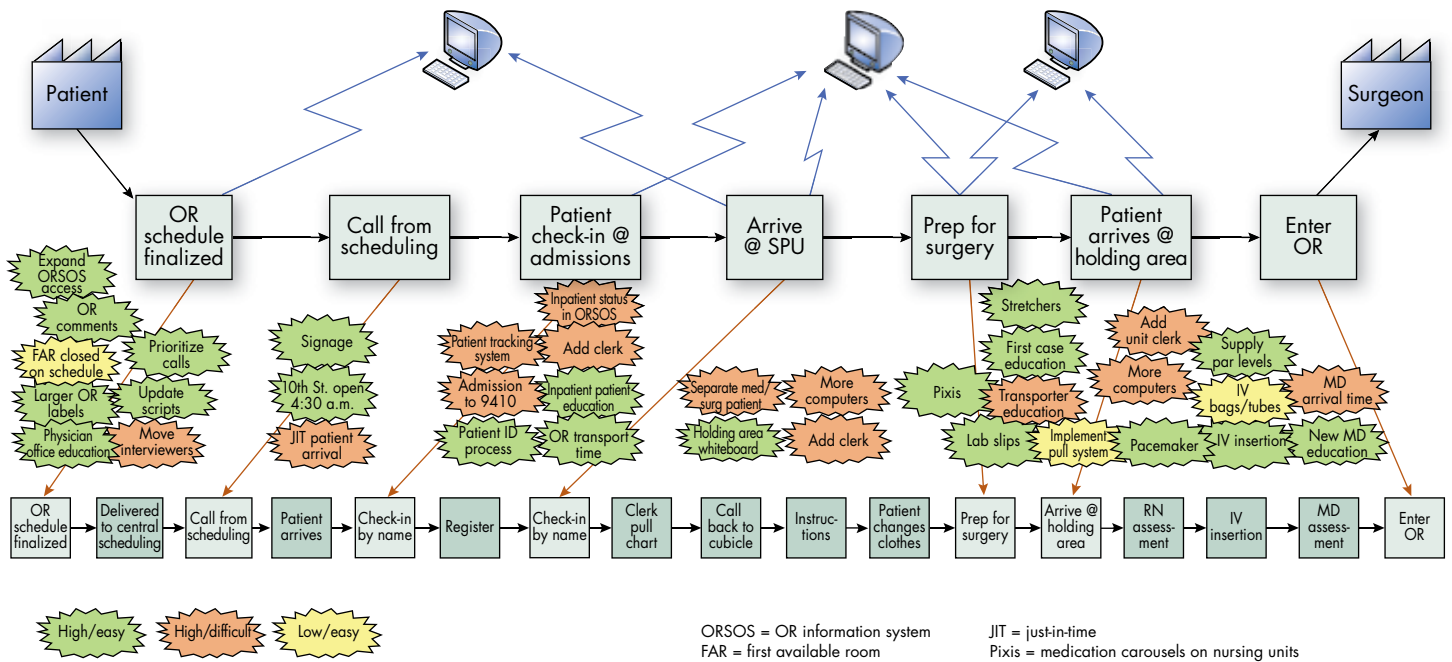 Patient
Surgeon
OR
schedule
finalized
Call from
scheduling
Patient
check-in @
admissions
Arrive
@ SPU
Prep for
surgery
Patient
arrives @
holding area
Enter
OR
Expand
ORSOS
access
OR
comments
FAR closed
on schedule
Prioritize
calls
Larger OR
labels
Update
scripts
Physician
office education
Move
interviewers
Signage
10th St. open
4:30 a.m.
JIT patient
arrival
Inpatient status
in ORSOS
Patient tracking
system
Add clerk
Admission
to 9410
Inpatient patient
education
Patient ID
process
OR transport
time
Separate med/
surg patient
More
computers
Holding area
whiteboard
Add clerk
Stretchers
First case
education
Pixis
Transporter
education
Lab slips
Implement
pull system
Add
unit clerk
More
computers
Supply
par levels
IV
bags/tubes
MD
arrival time
Pacemaker
IV insertion
New MD
education
OR
schedule
finalized
Delivered
to central
scheduling
Call from
scheduling
Patient
arrives
Check-in
by name
Register
Check-in
by name
Clerk
pull
chart
Call
back to
cubicle
Instruc-
tions
Patient
changes
clothes
Prep for
surgery
Arrive @
holding
area
RN
assess-
ment
IV
insertion
MD
assess-
ment
Enter
OR
High/easy
High/difficult
Low/easy
ORSOS = OR information system
FAR = first available room
JIT = just-in-time
Pixis = medication carousels on nursing units